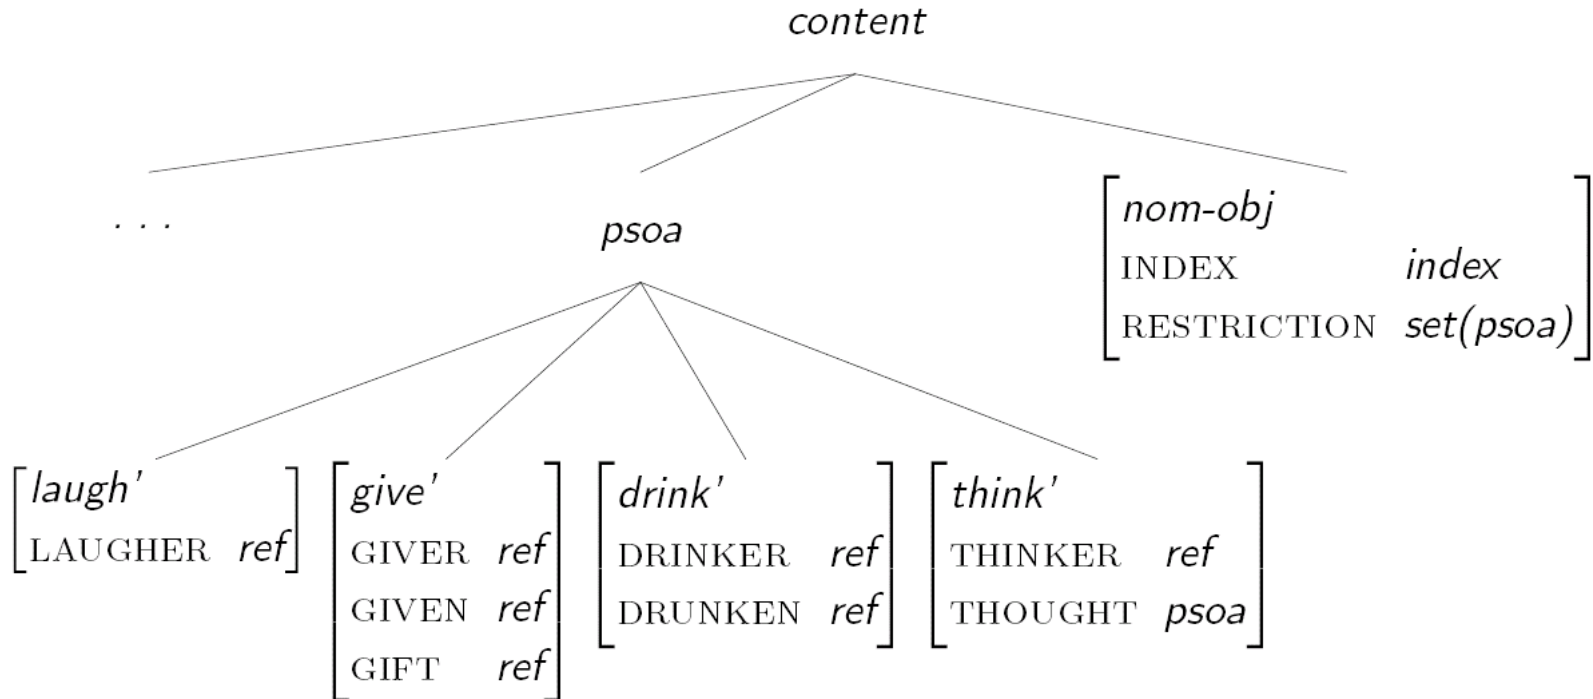 content
. . .
psoa
nom-obj
INDEX index
RESTRICTION set(psoa)
laugh’
LAUGHER ref
give’
GIVER ref
GIVEN ref
GIFT ref
drink’
DRINKER ref
DRUNKEN ref
think’
THINKER ref
THOUGHT psoa